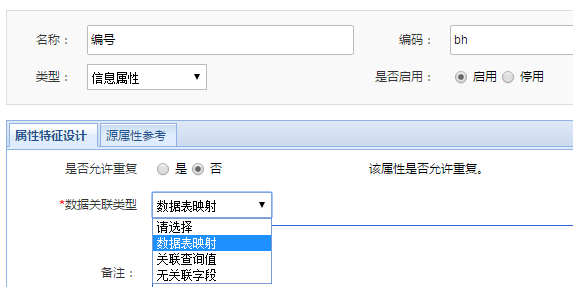 名称： 编号 编码： bh
类型： 信息属性 是否启用： 启用 停用
属性特征设计 源属性参考
是否允许重复 是 否 该属性是否允许重复。
*数据关联类型 数据表映射
请选择
数据表映射
关联查询值
备注： 无关联字段